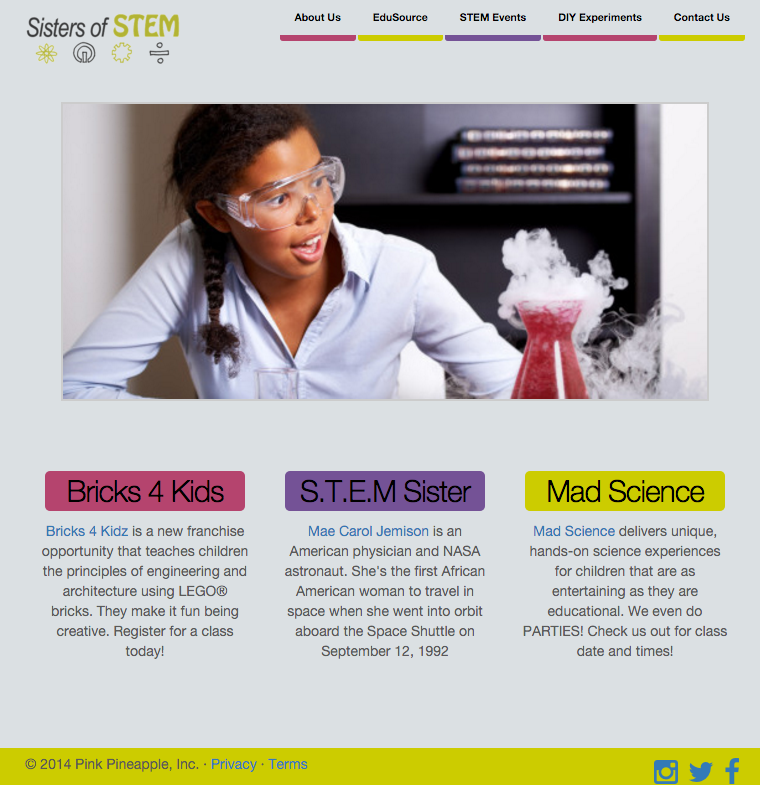 Sisters of STEM
About Us
EduSource
STEM Events
DIY Experiments
Contact Us
Bricks 4 Kids
Bricks 4 Kidz is a new franchise
opportunity that teaches children
the principles of engineering and
architecture using LEGO®
bricks. They make it fun being
creative. Register for a class
today!
S.T.E.M Sister
Mae Carol Jemison is an
American physician and NASA
astronaut. She's the first African
American woman to travel in
space when she went into orbit
aboard the Space Shuttle on
September 12, 1992
Mad Science
Mad Science delivers unique,
hands-on science experiences
for children that are as
entertaining as they are
educational. We even do
PARTIES! Check us out for class
date and times!
© 2014 Pink Pineapple, Inc. · Privacy · Terms